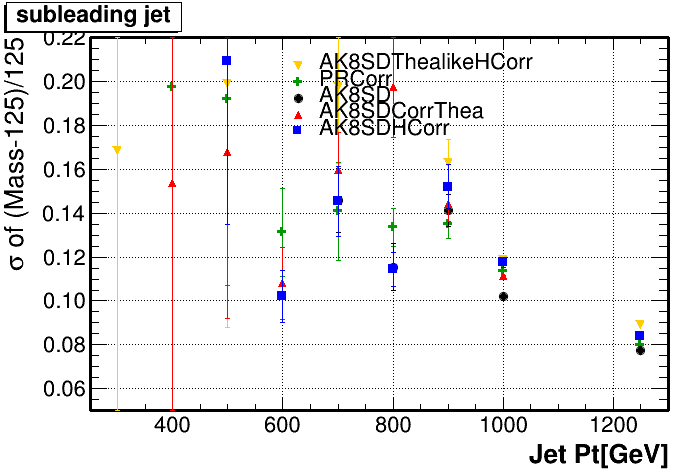 subleading jet
0.22
0.20
0.18
0.16
0.14
0.12
0.10
0.08
0.06
σ of (Mass-125)/125
AK8SDThealikeHCorr
PRCorr
AK8SD
AK8SDCorrThea
AK8SDHCorr
400 600 800 1000 1200
Jet Pt[GeV]